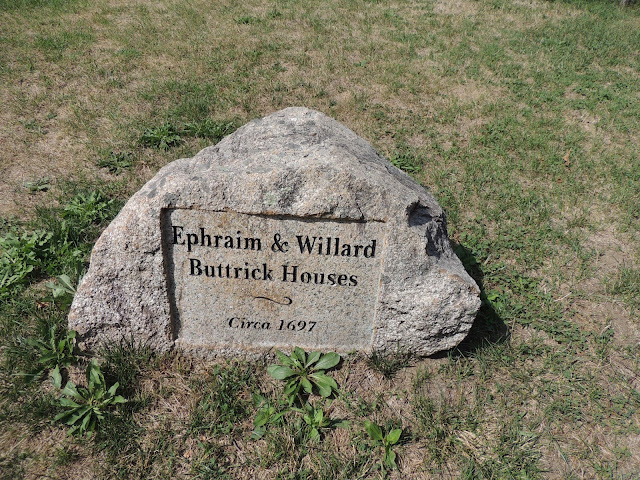 Ephraim & Willard
Buttrick Houses
Circa 1697